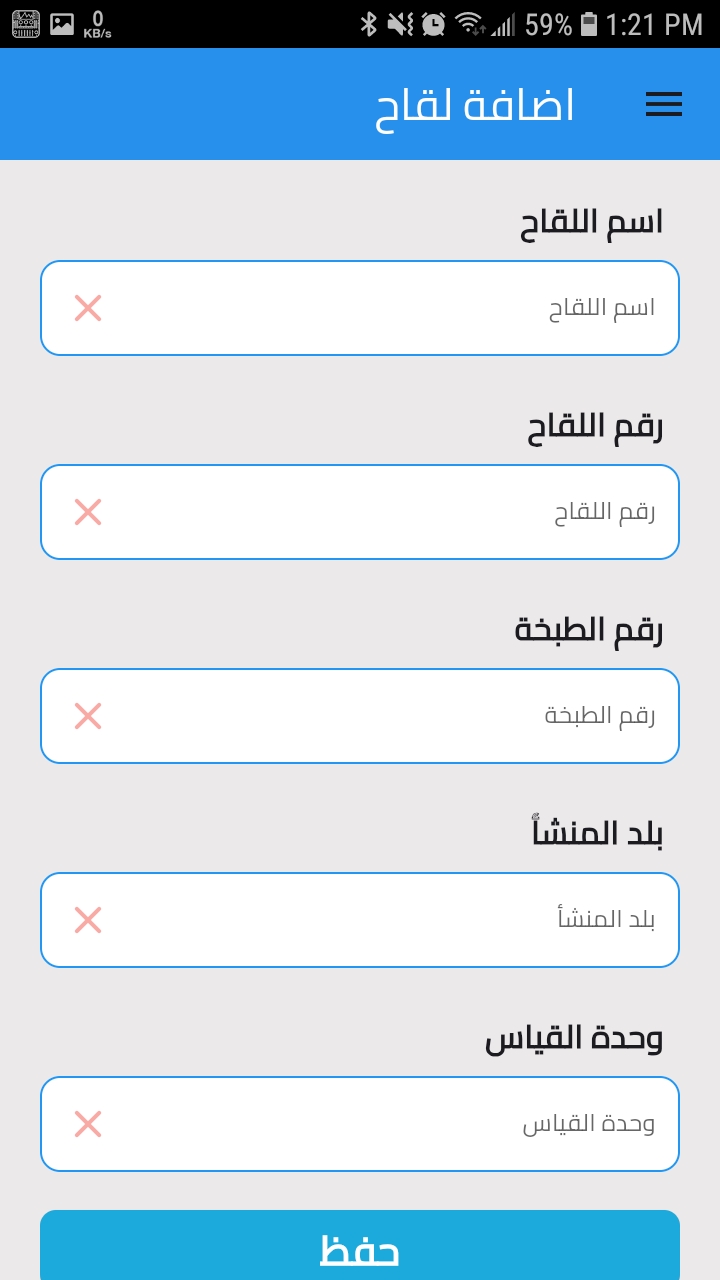 0 KB/s 59% 1:21 PM
اضافة لقاح
اسم اللقاح
اسم اللقاح
رقم اللقاح
رقم اللقاح
رقم الطبخة
رقم الطبخة
بلد المنشأ
بلد المنشأ
وحدة القياس
وحدة القياس
حفظ